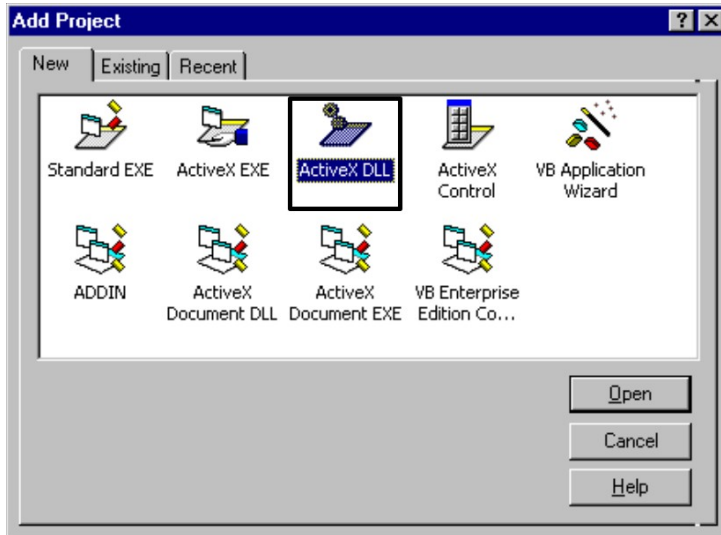 Add Project
New Existing Recent
Standard EXE ActiveX EXE ActiveX DLL ActiveX Control VB Application Wizard
ADDIN ActiveX Document DLL ActiveX Document EXE VB Enterprise Edition Co...
Open
Cancel
Help